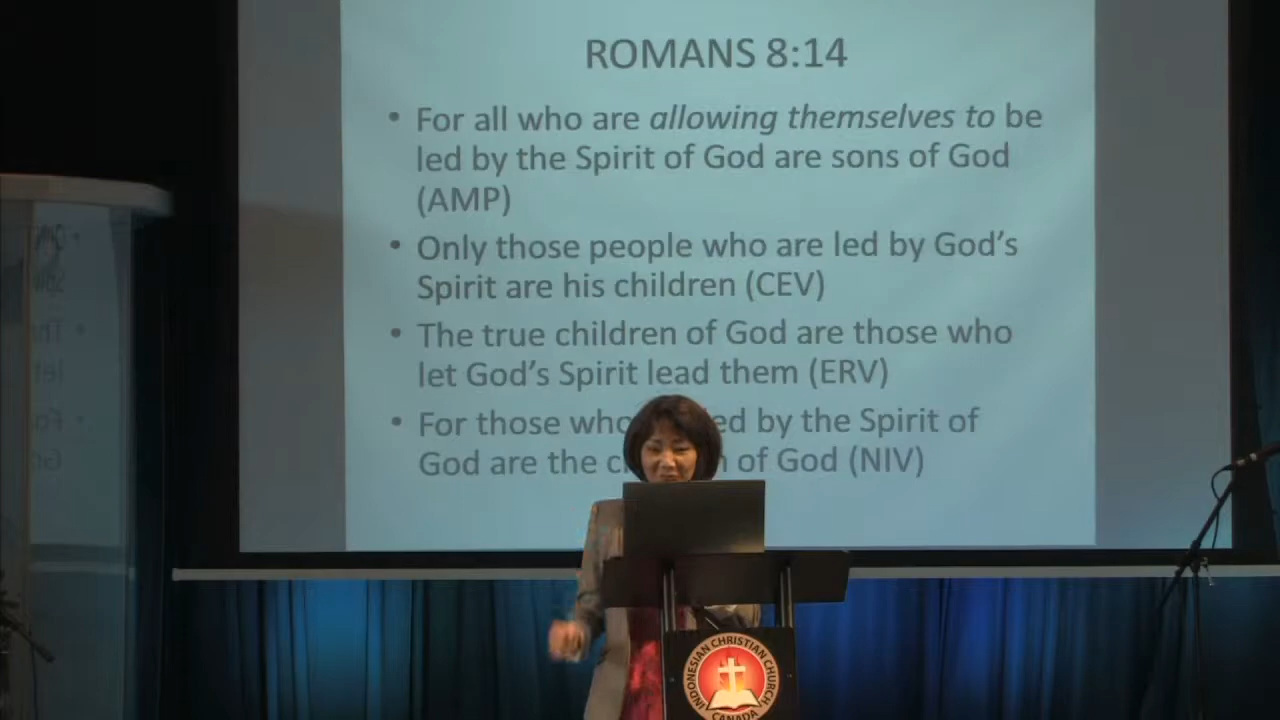 ROMANS 8:14
• For all who are allowing themselves to be
led by the Spirit of God are sons of God
(AMP)
• Only those people who are led by God's
Spirit are his children (CEV)
• The true children of God are those who
let God's Spirit lead them (ERV)
• For those who ed by the Spirit of
God are the c n of God (NIV)
INDONESIAN CHRISTIAN CHURCH
CANADA